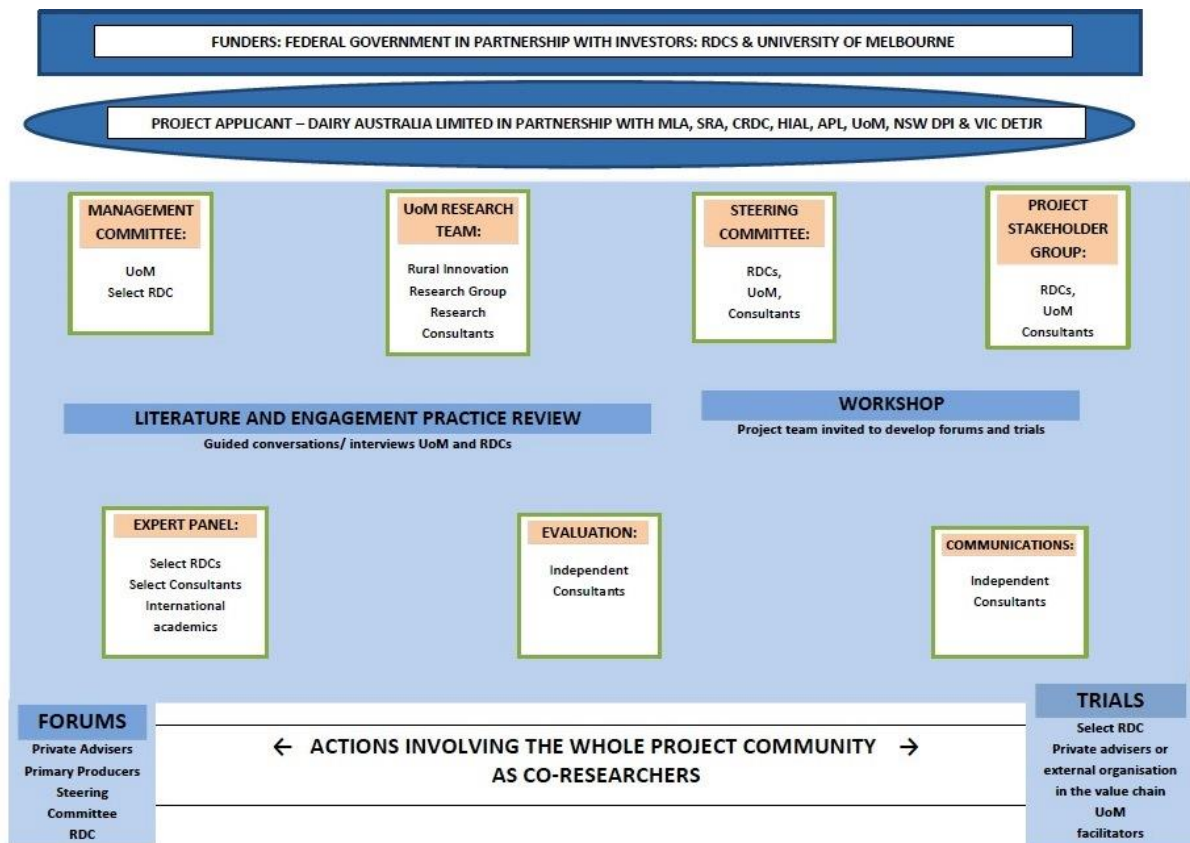 FUNDERS: FEDERAL GOVERNMENT IN PARTNERSHIP WITH INVESTORS: RDCS & UNIVERSITY OF MELBOURNE
PROJECT APPLICANT – DAIRY AUSTRALIA LIMITED IN PARTNERSHIP WITH MLA, SRA, CRDC, HIAL, APL, UoM, NSW DPI & VIC DETJR
MANAGEMENT
COMMITTEE:
UoM
Select RDC
UoM RESEARCH
TEAM:
Rural Innovation
Research Group
Research
Consultants
STEERING
COMMITTEE:
RDCs,
UoM,
Consultants
PROJECT
STAKEHOLDER
GROUP:
RDCs,
UoM
Consultants
LITERATURE AND ENGAGEMENT PRACTICE REVIEW
Guided conversations/ interviews UoM and RDCs
WORKSHOP
Project team invited to develop forums and trials
EXPERT PANEL:
Select RDCs
Select Consultants
International
academics
EVALUATION:
Independent
Consultants
COMMUNICATIONS:
Independent
Consultants
FORUMS
Private Advisers
Primary Producers
Steering
Committee
RDC
← ACTIONS INVOLVING THE WHOLE PROJECT COMMUNITY →
AS CO-RESEARCHERS
TRIALS
Select RDC
Private advisers or
external organisation
in the value chain
UoM
facilitators